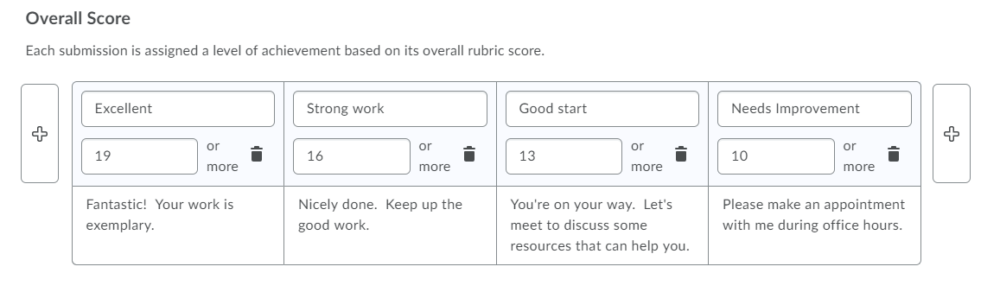 Overall Score
Each submission is assigned a level of achievement based on its overall rubric score.
Excellent
19 or more
Fantastic!  Your work is
exemplary.
Strong work
16 or more
Nicely done.  Keep up the
good work.
Good start
13 or more
You're on your way.  Let's
meet to discuss some
resources that can help you.
Needs Improvement
10 or more
Please make an appointment
with me during office hours.